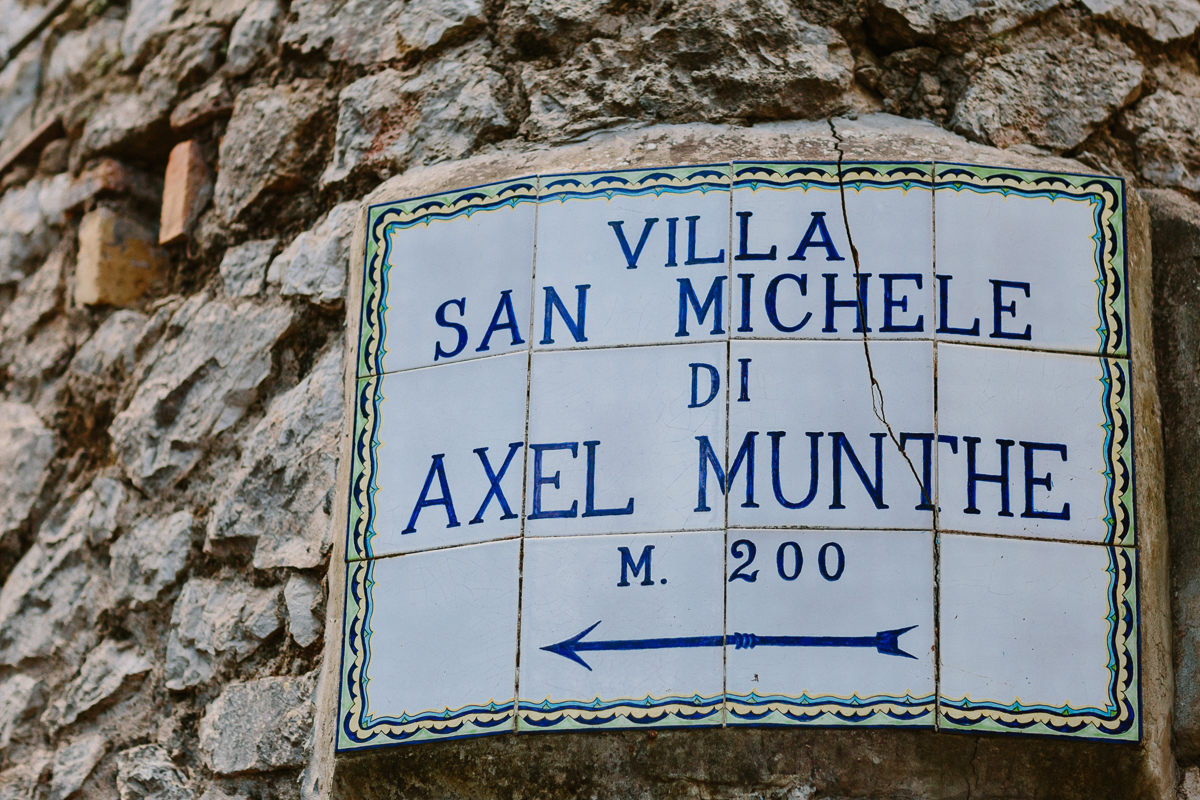 VILLA
SAN MICHELE
DI
AXEL MUNTHE
M. 200